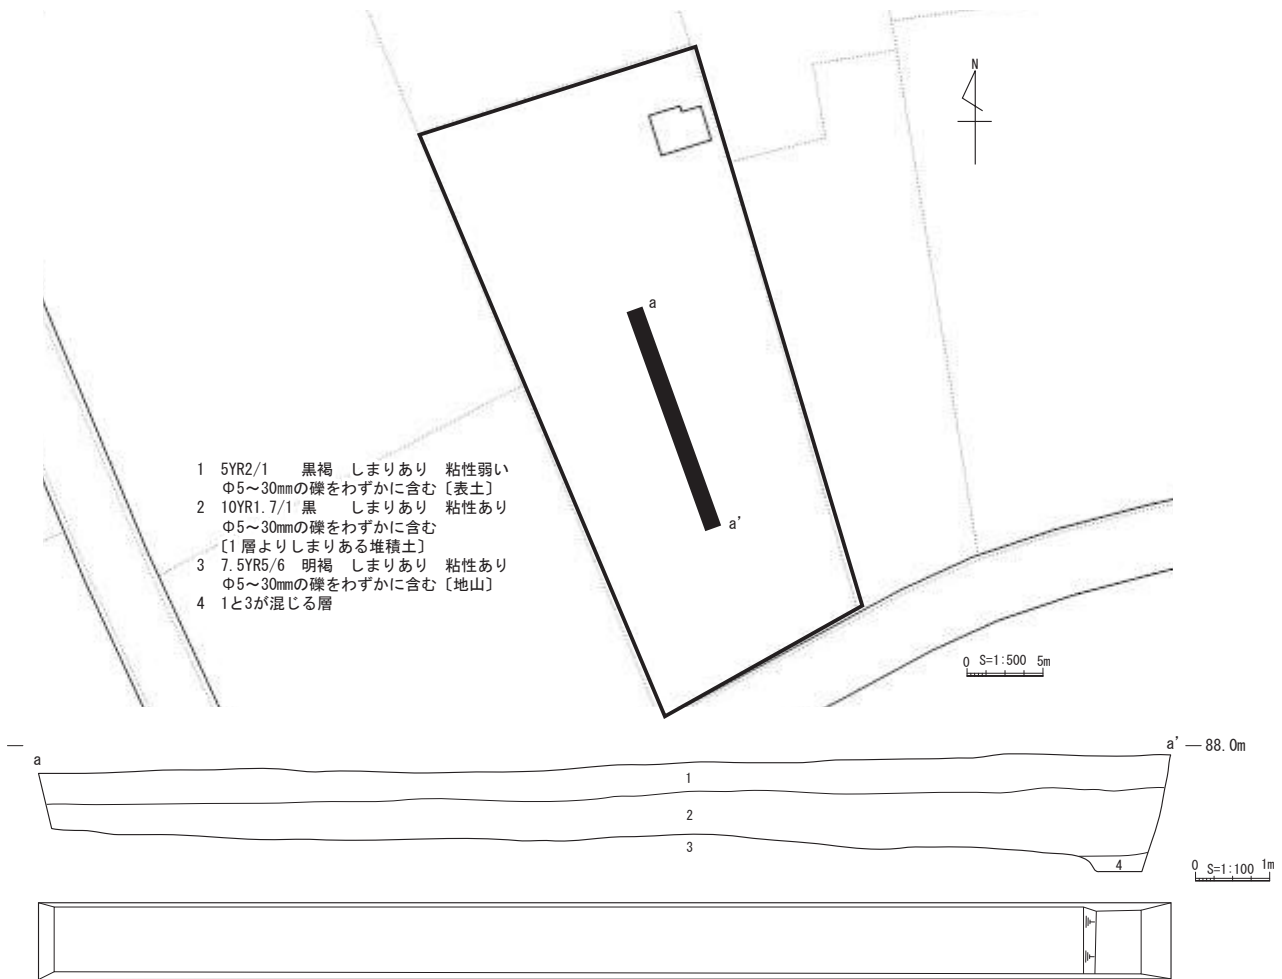 N
a
a'
1 5YR2/1 黒褐 しまりあり 粘性弱い
Φ5～30mmの礫をわずかに含む〔表土〕
2 10YR1.7/1 黒 しまりあり 粘性あり
Φ5～30mmの礫をわずかに含む
〔1層よりしまりある堆積土〕
3 7.5YR5/6 明褐 しまりあり 粘性あり
Φ5～30mmの礫をわずかに含む〔地山〕
4 1と3が混じる層
0 S=1:500 5m
a
a' — 88.0m
1
2
3
4
0 S=1:100 1m